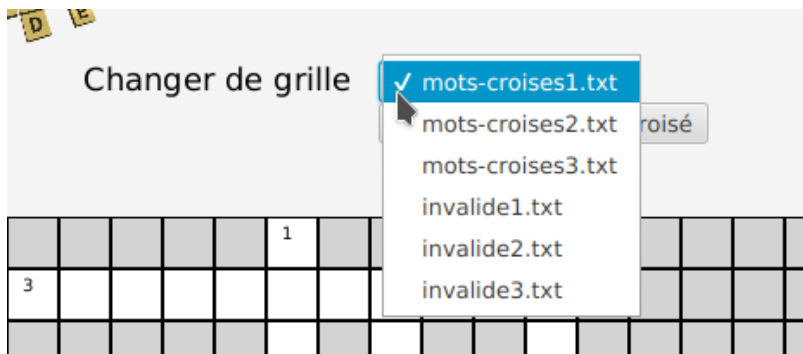 D E
Changer de grille
mots-croises1.txt
mots-croises2.txt
roisé
mots-croises3.txt
invalide1.txt
invalide2.txt
invalide3.txt
1
3